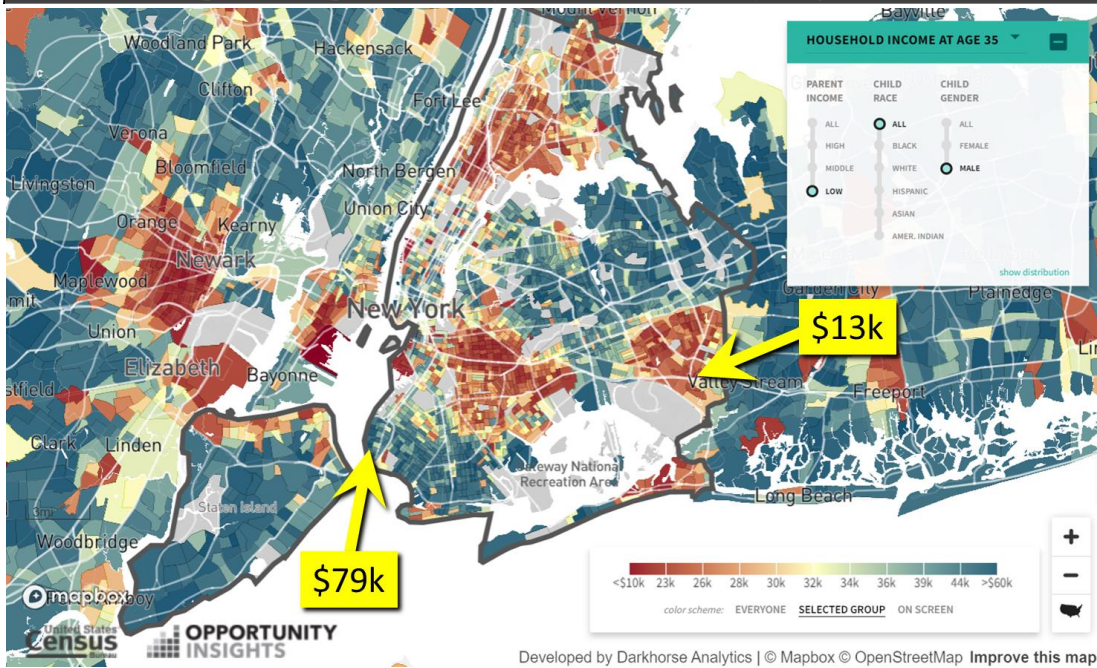 Mount Vernon
Bayville
Woodland Park
Hackensack
HOUSEHOLD INCOME AT AGE 35
PARENT INCOME
CHILD RACE
CHILD GENDER
ALL
ALL
ALL
HIGH
BLACK
FEMALE
MIDDLE
WHITE
MALE
LOW
HISPANIC
ASIAN
AMER. INDIAN
show distribution
Clifton
Fort Lee
Verona
Bloomfield
Livingston
North Bergen
Union City
Orange
Kearny
Newark
Maplewood
New York
Garden City
Plainedge
$13k
Union
Elizabeth
Bayonne
Valley Stream
Freeport
Clark
Linden
Gateway National
Recreation Area
Long Beach
3mi
Staten Island
Woodbridge
$79k
<$10k 23k 26k 28k 30k 32k 34k 36k 39k 44k >$60k
color scheme: EVERYONE SELECTED GROUP ON SCREEN
mapbox
United States
Census
Bureau
OPPORTUNITY
INSIGHTS
Developed by Darkhorse Analytics | © Mapbox © OpenStreetMap Improve this map